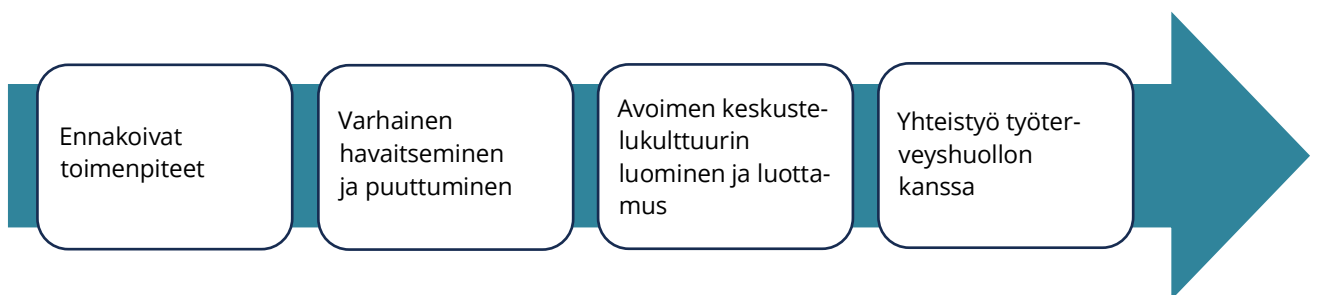 Ennakoivat
toimenpiteet
Varhainen
havaitseminen
ja puuttuminen
Avoimen keskuste-
lukulttuurin
luominen ja luotta-
mus
Yhteistyö työter-
veyshuollon
kanssa